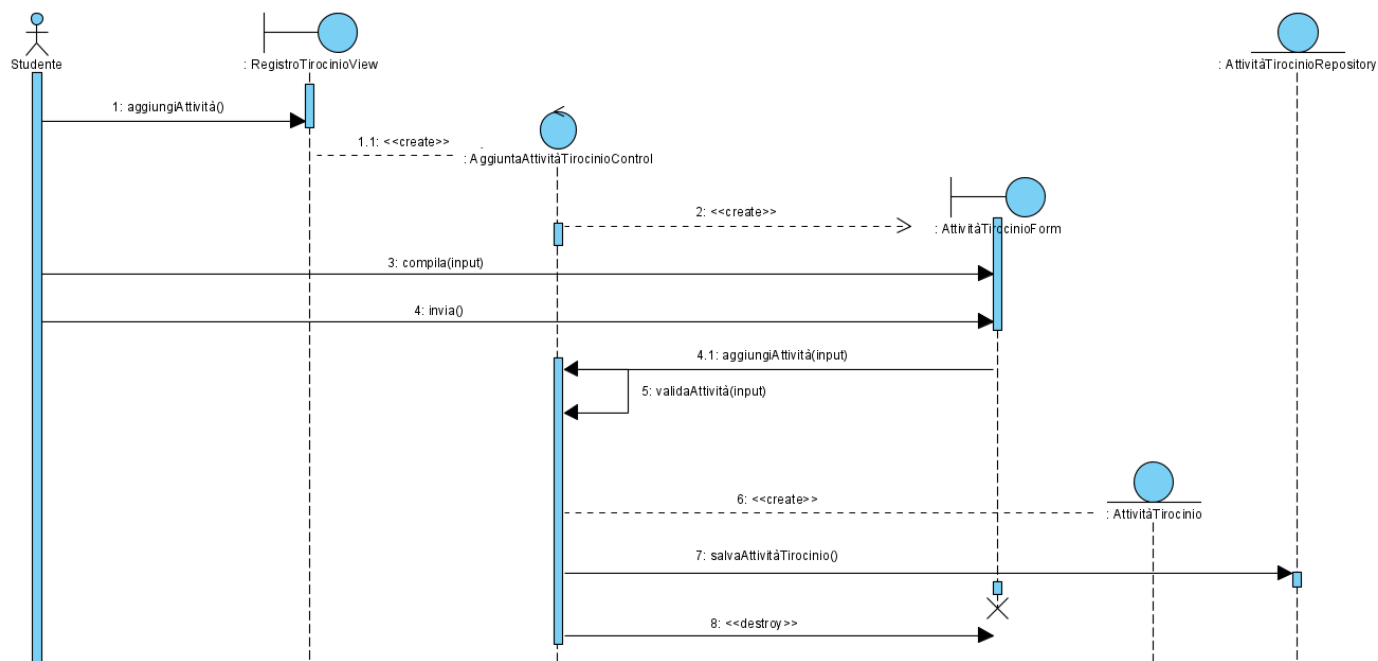 Studente
: RegistroTirocinioView
: AttivitàTirocinioRepository
1: aggiungiAttività()
1.1: <<create>>
: AggiuntaAttivitàTirocinioControl
2: <<create>>
: AttivitàTirocinioForm
3: compila(input)
4: invia()
4.1: aggiungiAttività(input)
5: validaAttività(input)
6: <<create>>
: AttivitàTirocinio
7: salvaAttivitàTirocinio()
8: <<destroy>>